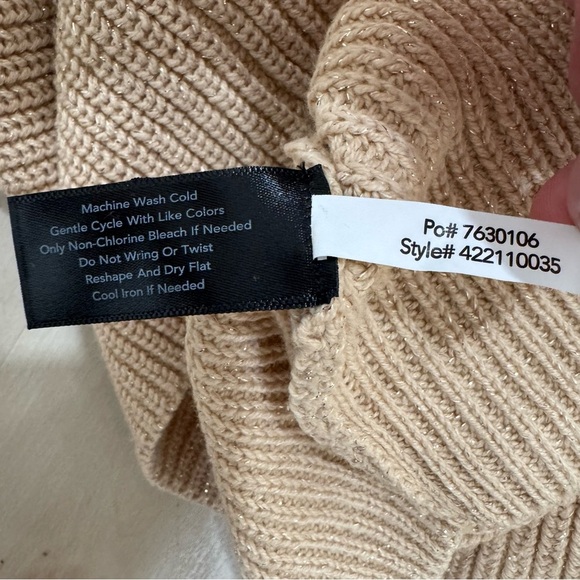 Machine Wash Cold
Gentle Cycle With Like Colors
Only Non-Chlorine Bleach If Needed
Do Not Wring Or Twist
Reshape And Dry Flat
Cool Iron If Needed
Po# 7630106
Style# 422110035